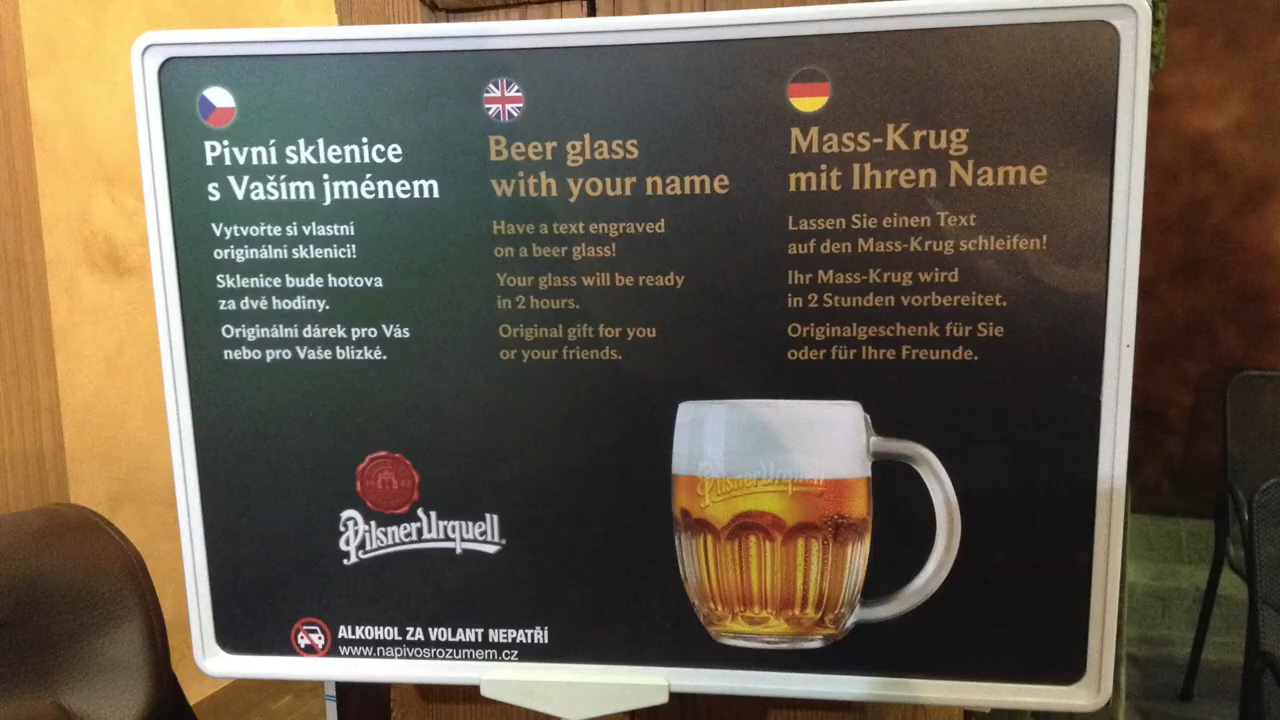 Pivní sklenice
s Vaším jménem
Vytvořte si vlastní
originální sklenici!
Sklenice bude hotova
za dvě hodiny.
Originální dárek pro Vás
nebo pro Vaše blízké.
Beer glass
with your name
Have a text engraved
on a beer glass!
Your glass will be ready
in 2 hours.
Original gift for you
or your friends.
Mass-Krug
mit Ihren Name
Lassen Sie einen Text
auf den Mass-Krug schleifen!
Ihr Mass-Krug wird
in 2 Stunden vorbereitet.
Originalgeschenk für Sie
oder für Ihre Freunde.
Pilsner Urquell
Pilsner Urquell®
ALKOHOL ZA VOLANT NEPATŘÍ
www.napivosrozumem.cz